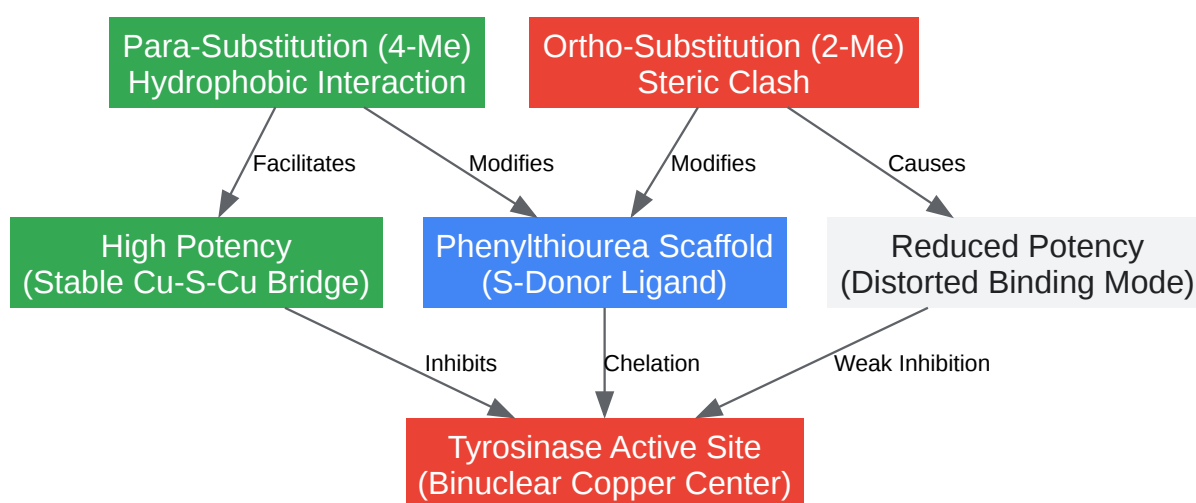 Para-Substitution (4-Me)
Hydrophobic Interaction
Ortho-Substitution (2-Me)
Steric Clash
Facilitates
Modifies
Modifies
Causes
High Potency
(Stable Cu-S-Cu Bridge)
Phenylthiourea Scaffold
(S-Donor Ligand)
Reduced Potency
(Distorted Binding Mode)
Inhibits
Chelation
Weak Inhibition
Tyrosinase Active Site
(Binuclear Copper Center)